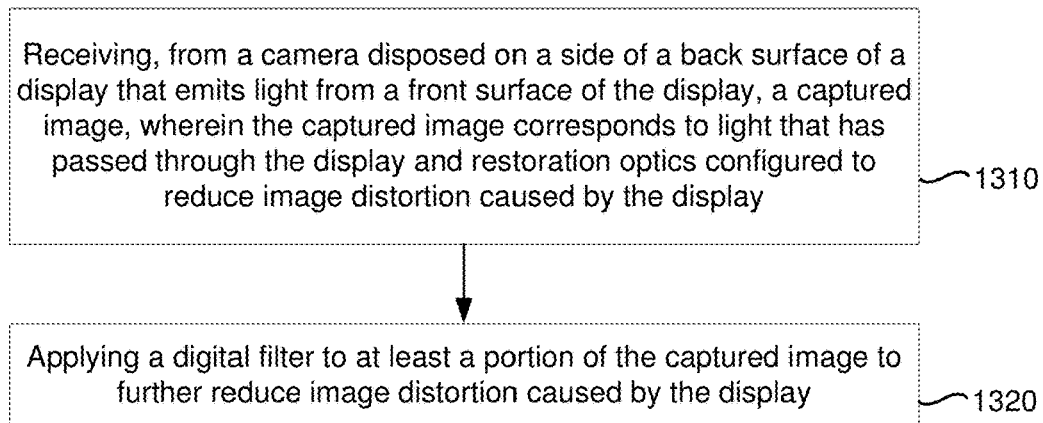 Receiving, from a camera disposed on a side of a back surface of a
display that emits light from a front surface of the display, a captured
image, wherein the captured image corresponds to light that has
passed through the display and restoration optics configured to
reduce image distortion caused by the display
1310
Applying a digital filter to at least a portion of the captured image to
further reduce image distortion caused by the display
1320